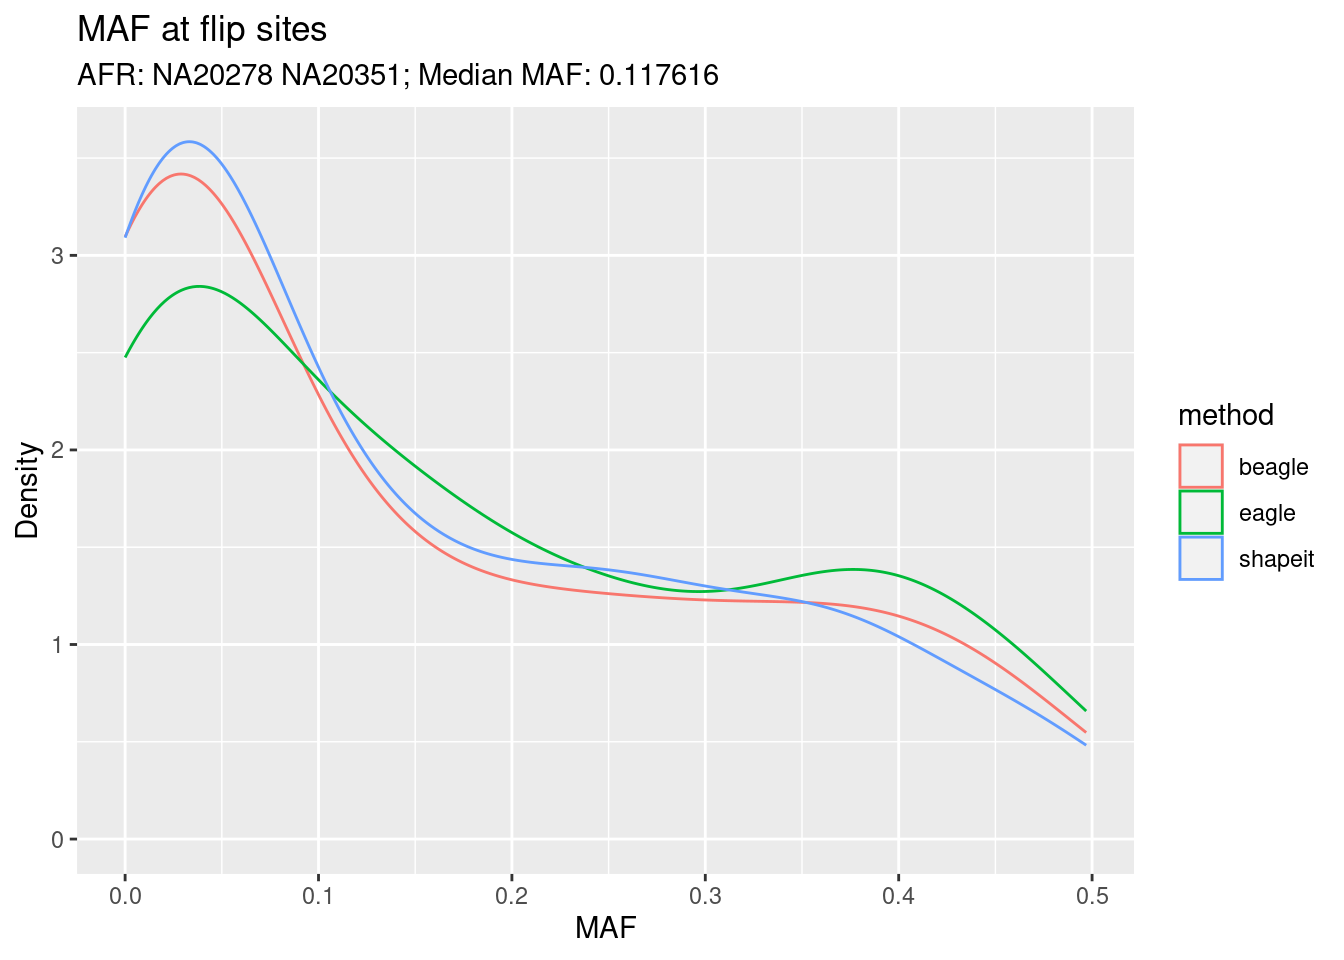 MAF at flip sites
AFR: NA20278 NA20351; Median MAF: 0.117616
Density
3
2
1
0
0.0 0.1 0.2 0.3 0.4 0.5
MAF
method
beagle
eagle
shapeit